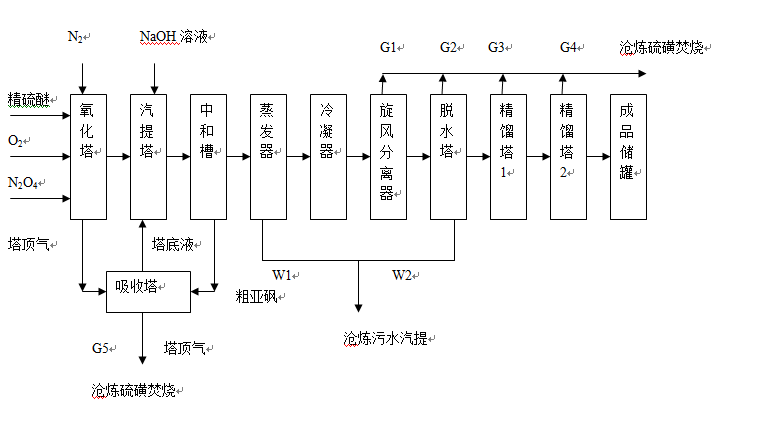 N2
NaOH 溶液
G1
G2
G3
G4
沧炼硫磺焚烧
精硫醚
O2
N2O4
氧化塔
汽提塔
中和槽
蒸发器
冷凝器
旋风分离器
脱水塔
精馏塔1
精馏塔2
成品储罐
塔顶气
塔底液
吸收塔
W1
W2
粗亚砜
沧炼污水汽提
G5
塔顶气
沧炼硫磺焚烧